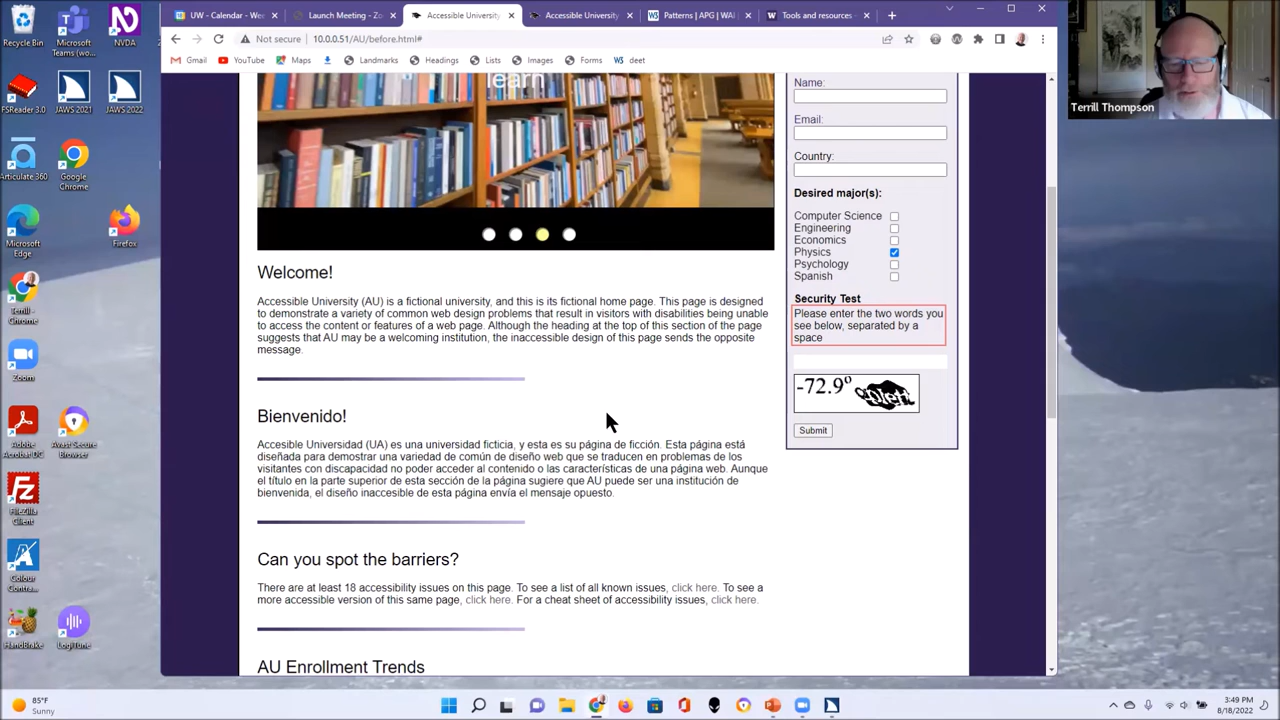 UW - Calendar - We
Launch Meeting - Zo
Accessible University
Accessible University
Patterns | APG | WAI |
Tools and resources -
Not secure
10.0.0.51/AU/before.html#
Gmail
YouTube
Maps
Landmarks
Headings
Lists
Images
Forms
deet
Recycle
Bin
Microsoft
Teams (wo...
NVDA
FSReader 3.0
JAWS 2021
JAWS 2022
Articulate 360
Google
Chrome
Microsoft
Edge
Firefox
Terrill -
Chrome
Zoom
Adobe
Acrobat DC
Avast Secure
Browser
FileZilla
Client
Colour
HandBrake
LogiTune
learn
Welcome!
Accessible University (AU) is a fictional university, and this is its fictional home page. This page is designed
to demonstrate a variety of common web design problems that result in visitors with disabilities being unable
to access the content or features of a web page. Although the heading at the top of this section of the page
suggests that AU may be a welcoming institution, the inaccessible design of this page sends the opposite
message.
Bienvenido!
Accesible Universidad (UA) es una universidad ficticia, y esta es su página de ficción. Esta página está
diseñada para demostrar una variedad de común de diseño web que se traducen en problemas de los
visitantes con discapacidad no poder acceder al contenido o las características de una página web. Aunque
el título en la parte superior de esta sección de la página sugiere que AU puede ser una institución de
bienvenida, el diseño inaccesible de esta página envía el mensaje opuesto.
Can you spot the barriers?
There are at least 18 accessibility issues on this page. To see a list of all known issues, click here. To see a
more accessible version of this same page, click here. For a cheat sheet of accessibility issues, click here.
AU Enrollment Trends
Name:
Email:
Country:
Desired major(s):
Computer Science
Engineering
Economics
Physics
Psychology
Spanish
Security Test
Please enter the two words you
see below, separated by a
space
-72.9º
Submit
Terrill Thompson
85°F
Sunny
3:49 PM
8/18/2022